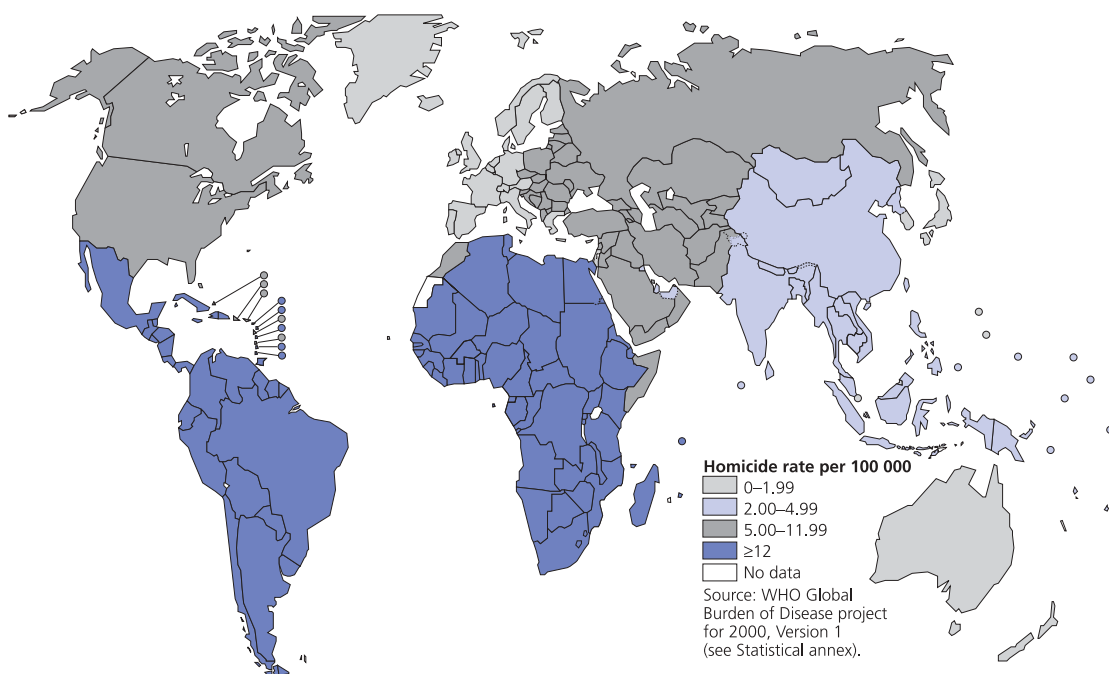 Homicide rate per 100 000
0–1.99
2.00–4.99
5.00–11.99
≥12
No data
Source: WHO Global
Burden of Disease project
for 2000, Version 1
(see Statistical annex).